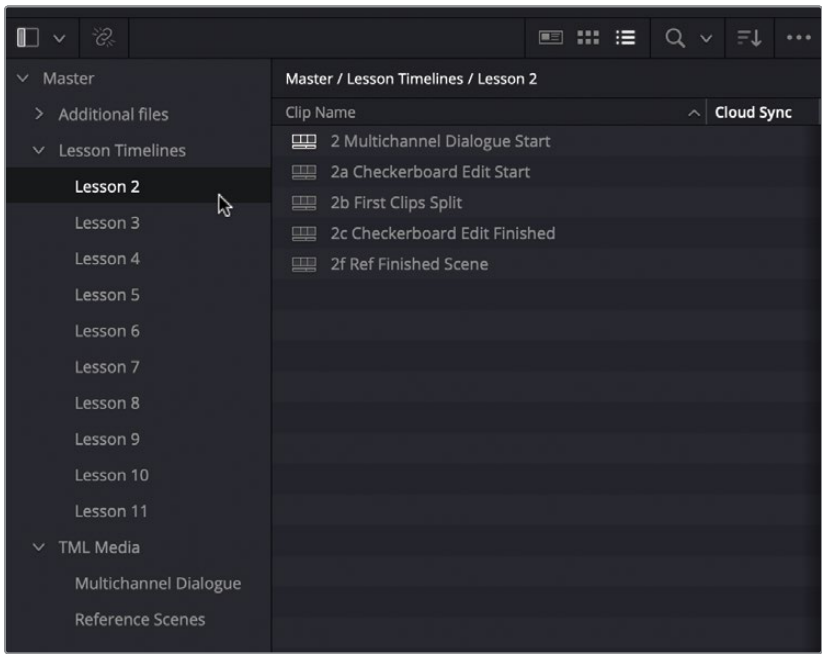 Master
Additional files
Lesson Timelines
Lesson 2
Lesson 3
Lesson 4
Lesson 5
Lesson 6
Lesson 7
Lesson 8
Lesson 9
Lesson 10
Lesson 11
TML Media
Multichannel Dialogue
Reference Scenes
Master / Lesson Timelines / Lesson 2
Clip Name Cloud Sync
2 Multichannel Dialogue Start
2a Checkerboard Edit Start
2b First Clips Split
2c Checkerboard Edit Finished
2f Ref Finished Scene